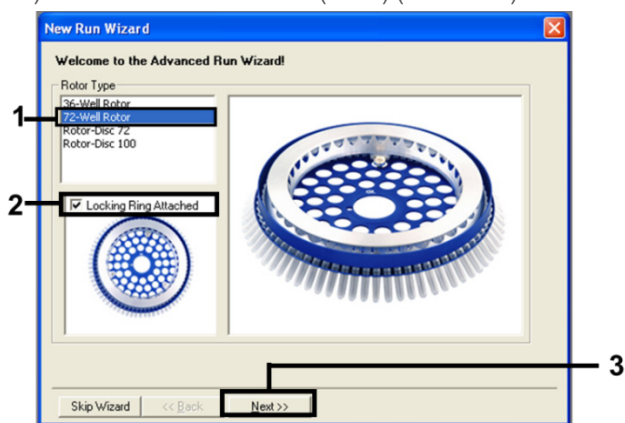 New Run Wizard
Welcome to the Advanced Run Wizard!
Rotor Type
36-Well Rotor
1
72-Well Rotor
Rotor-Disc 72
Rotor-Disc 100
2
Locking Ring Attached
3
Skip Wizard
<< Back
Next >>